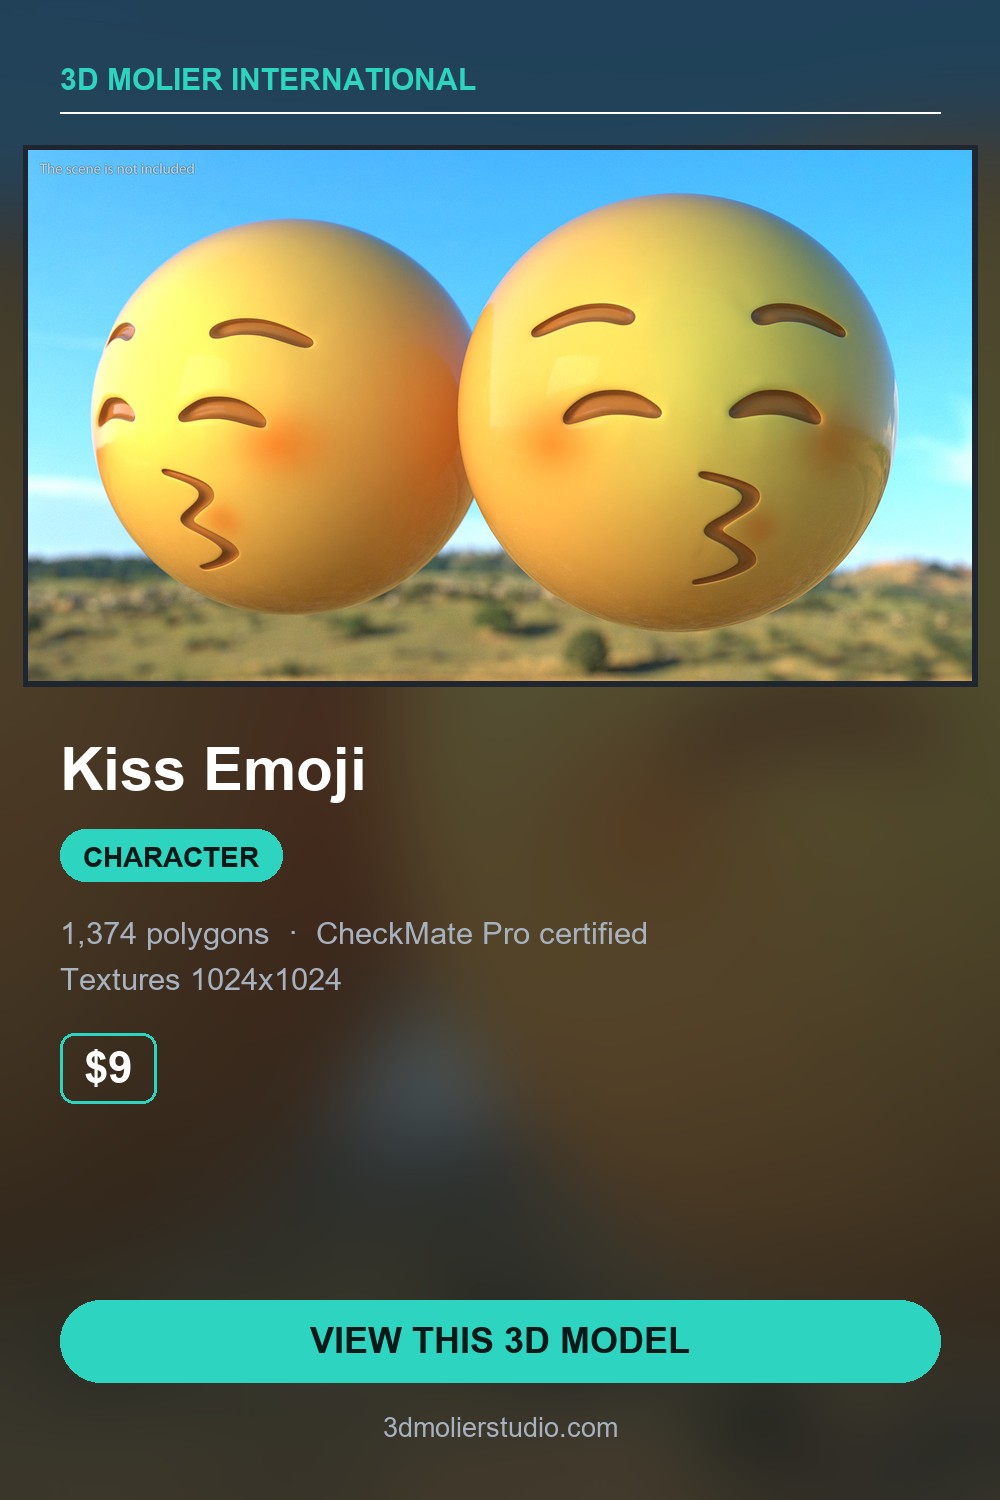 3D MOLIER INTERNATIONAL
The scene is not included
Kiss Emoji
CHARACTER
1,374 polygons · CheckMate Pro certified
Textures 1024x1024
$9
VIEW THIS 3D MODEL
3dmolierstudio.com